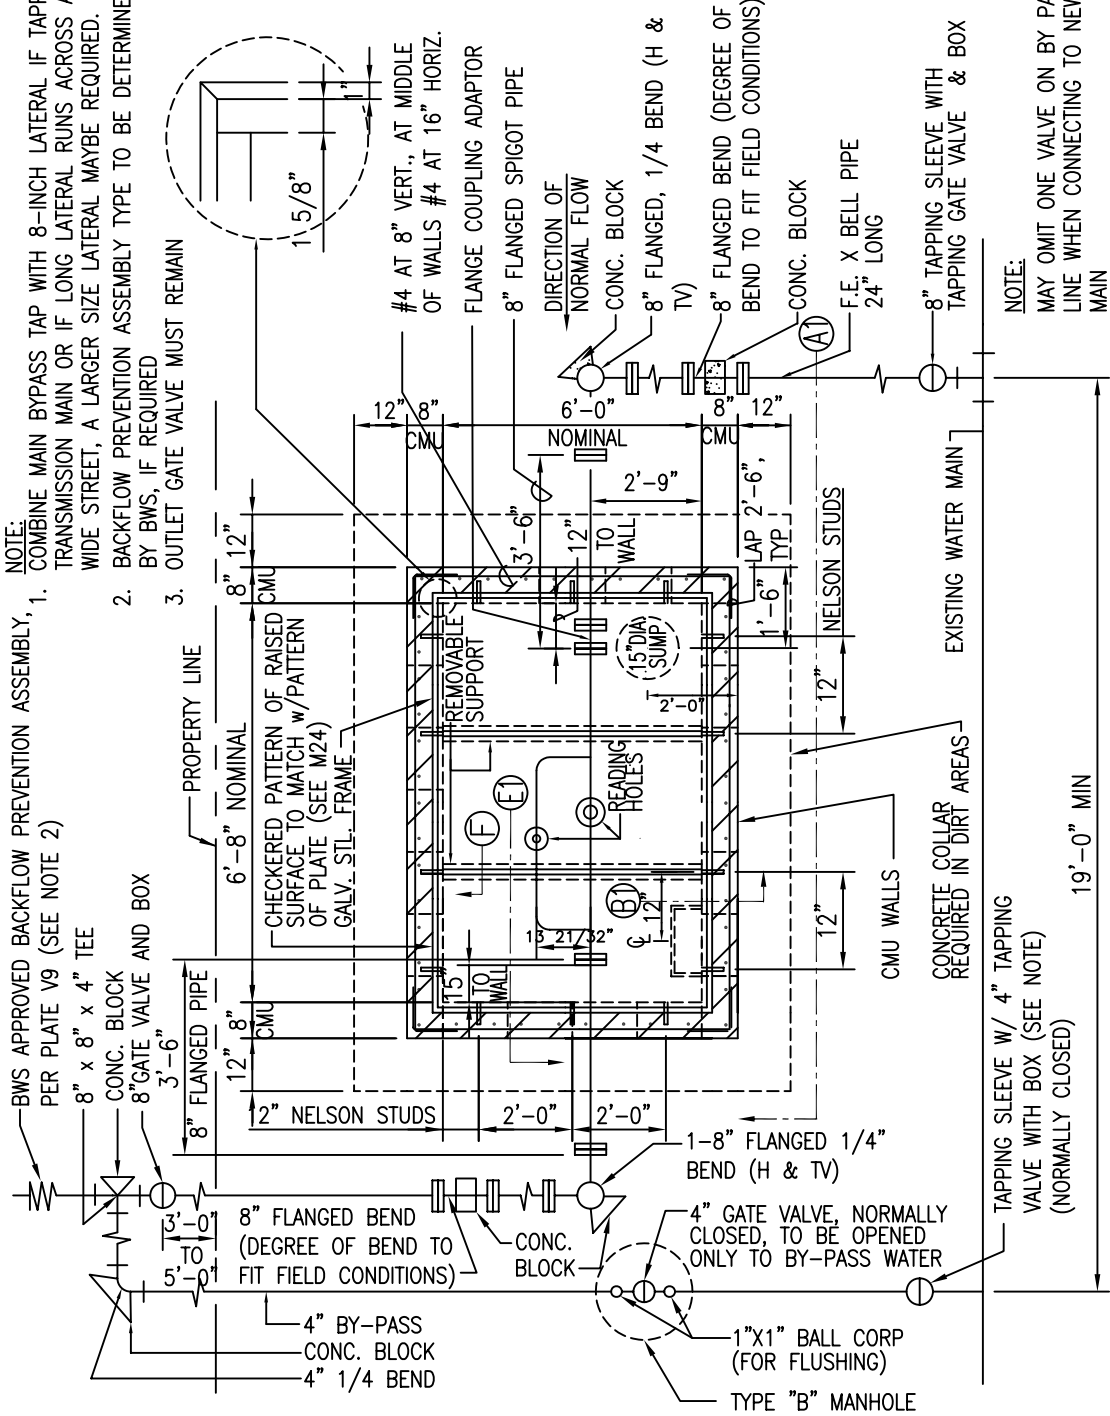 NOTE:
1. COMBINE MAIN BYPASS TAP WITH 8-INCH LATERAL IF TAPP
TRANSMISSION MAIN OR IF LONG LATERAL RUNS ACROSS A
WIDE STREET, A LARGER SIZE LATERAL MAYBE REQUIRED.
2. BACKFLOW PREVENTION ASSEMBLY TYPE TO BE DETERMINE
BY BWS, IF REQUIRED
3. OUTLET GATE VALVE MUST REMAIN
BWS APPROVED BACKFLOW PREVENTION ASSEMBLY,
PER PLATE V9 (SEE NOTE 2)
8" x 8" x 4" TEE
CONC. BLOCK
8"GATE VALVE AND BOX
3'-6"
8" FLANGED PIPE
PROPERTY LINE
12"
8"
CMU
6'-8" NOMINAL
8"
CMU
12"
CHECKERED PATTERN OF RAISED
SURFACE TO MATCH w/PATTERN
OF PLATE (SEE M24)
GALV. STL. FRAME
REMOVABLE
SUPPORT
1"
1 5/8"
#4 AT 8" VERT., AT MIDDLE
OF WALLS #4 AT 16" HORIZ.
FLANGE COUPLING ADAPTOR
8" FLANGED SPIGOT PIPE
DIRECTION OF
NORMAL FLOW
CONC. BLOCK
8" FLANGED, 1/4 BEND (H &
TV)
8" FLANGED BEND (DEGREE OF
BEND TO FIT FIELD CONDITIONS)
CONC. BLOCK
F.E. X BELL PIPE
24" LONG
A1
8" TAPPING SLEEVE WITH
TAPPING GATE VALVE & BOX
NOTE:
MAY OMIT ONE VALVE ON BY PA
LINE WHEN CONNECTING TO NEW
MAIN
12"
8"
CMU
6'-0"
NOMINAL
8"
CMU
12"
2'-9"
3'-6"
12"
TO
WALL
LAP 2'-6",
TYP
1'-6"
NELSON STUDS
12"
15"DIA
SUMP
2'-0"
READING
HOLES
F
E1
B1
12"
℄
13 21/32"
15"
TO
WALL
12"
EXISTING WATER MAIN
CMU WALLS
CONCRETE COLLAR
REQUIRED IN DIRT AREAS
19'-0" MIN
2" NELSON STUDS
2'-0"
2'-0"
1-8" FLANGED 1/4"
BEND (H & TV)
3'-0"
TO
5'-0"
8" FLANGED BEND
(DEGREE OF BEND TO
FIT FIELD CONDITIONS)
CONC.
BLOCK
4" GATE VALVE, NORMALLY
CLOSED, TO BE OPENED
ONLY TO BY-PASS WATER
TAPPING SLEEVE W/ 4" TAPPING
VALVE WITH BOX (SEE NOTE)
(NORMALLY CLOSED)
4" BY-PASS
CONC. BLOCK
4" 1/4 BEND
1"X1" BALL CORP
(FOR FLUSHING)
TYPE "B" MANHOLE